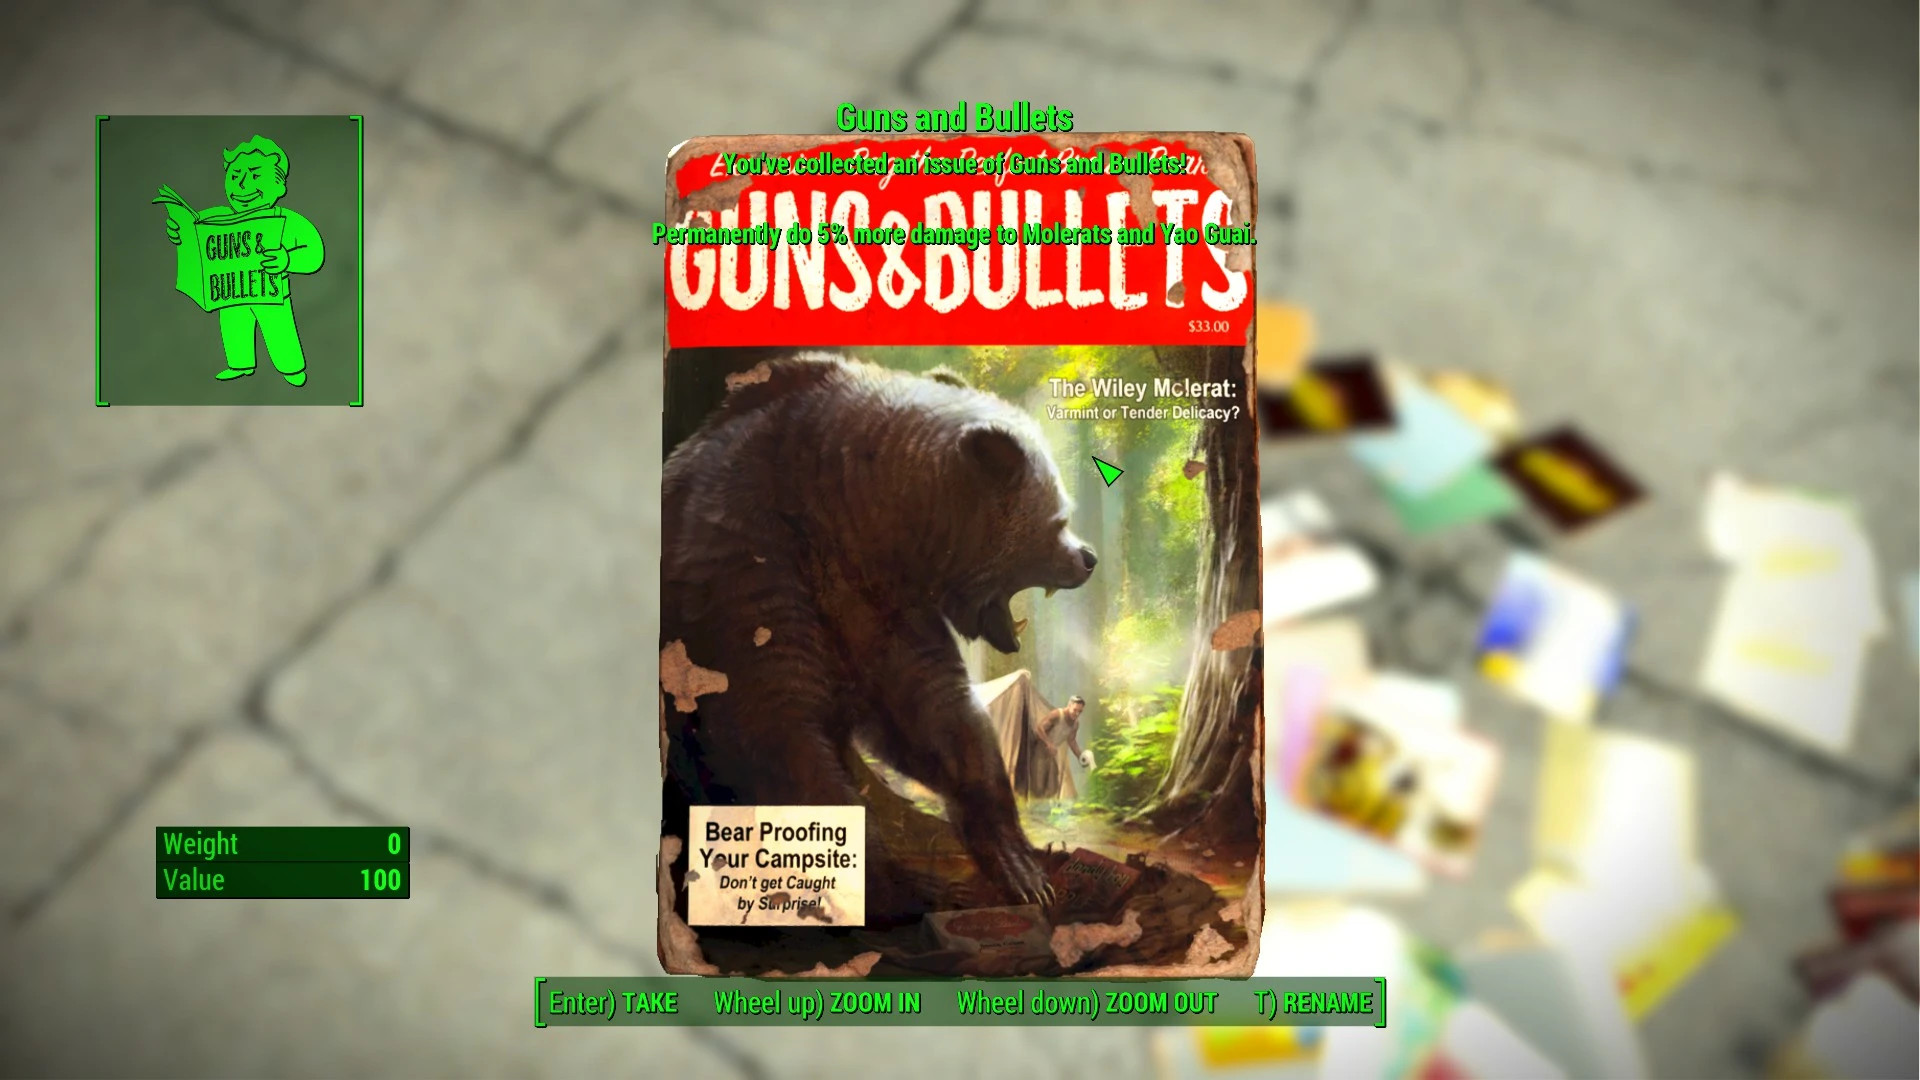 Guns and Bullets
You've collected an issue of Guns and Bullets!
Permanently do 5% more damage to Molerats and Yao Guai.
GUNS&BULLETS
$33.00
The Wiley Molerat:
Varmint or Tender Delicacy?
GUNS &
BULLETS
Bear Proofing
Your Campsite:
Don't get Caught
by Surprise!
Weight 0
Value 100
Enter) TAKE Wheel up) ZOOM IN Wheel down) ZOOM OUT T) RENAME